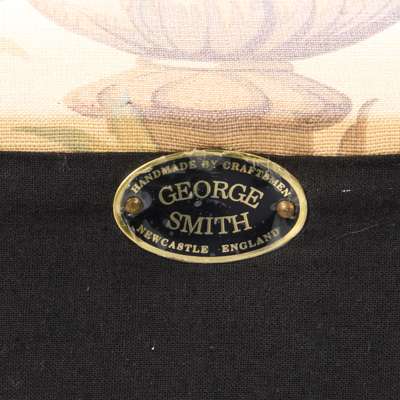 HANDMADE BY CRAFTSMEN
GEORGE
SMITH
NEWCASTLE ENGLAND